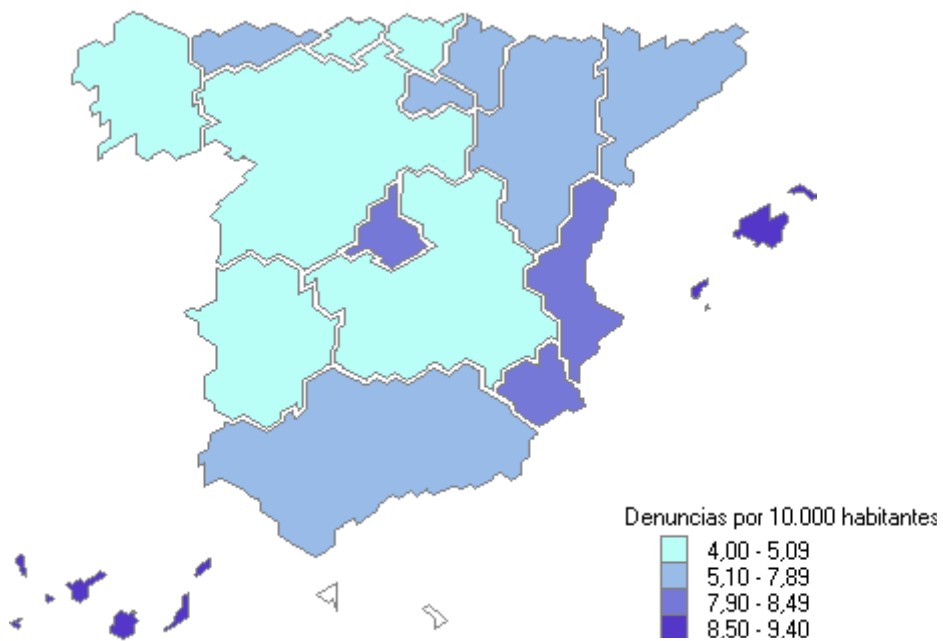 Denuncias por 10.000 habitantes
4,00 - 5,09
5,10 - 7,89
7,90 - 8,49
8,50 - 9,40